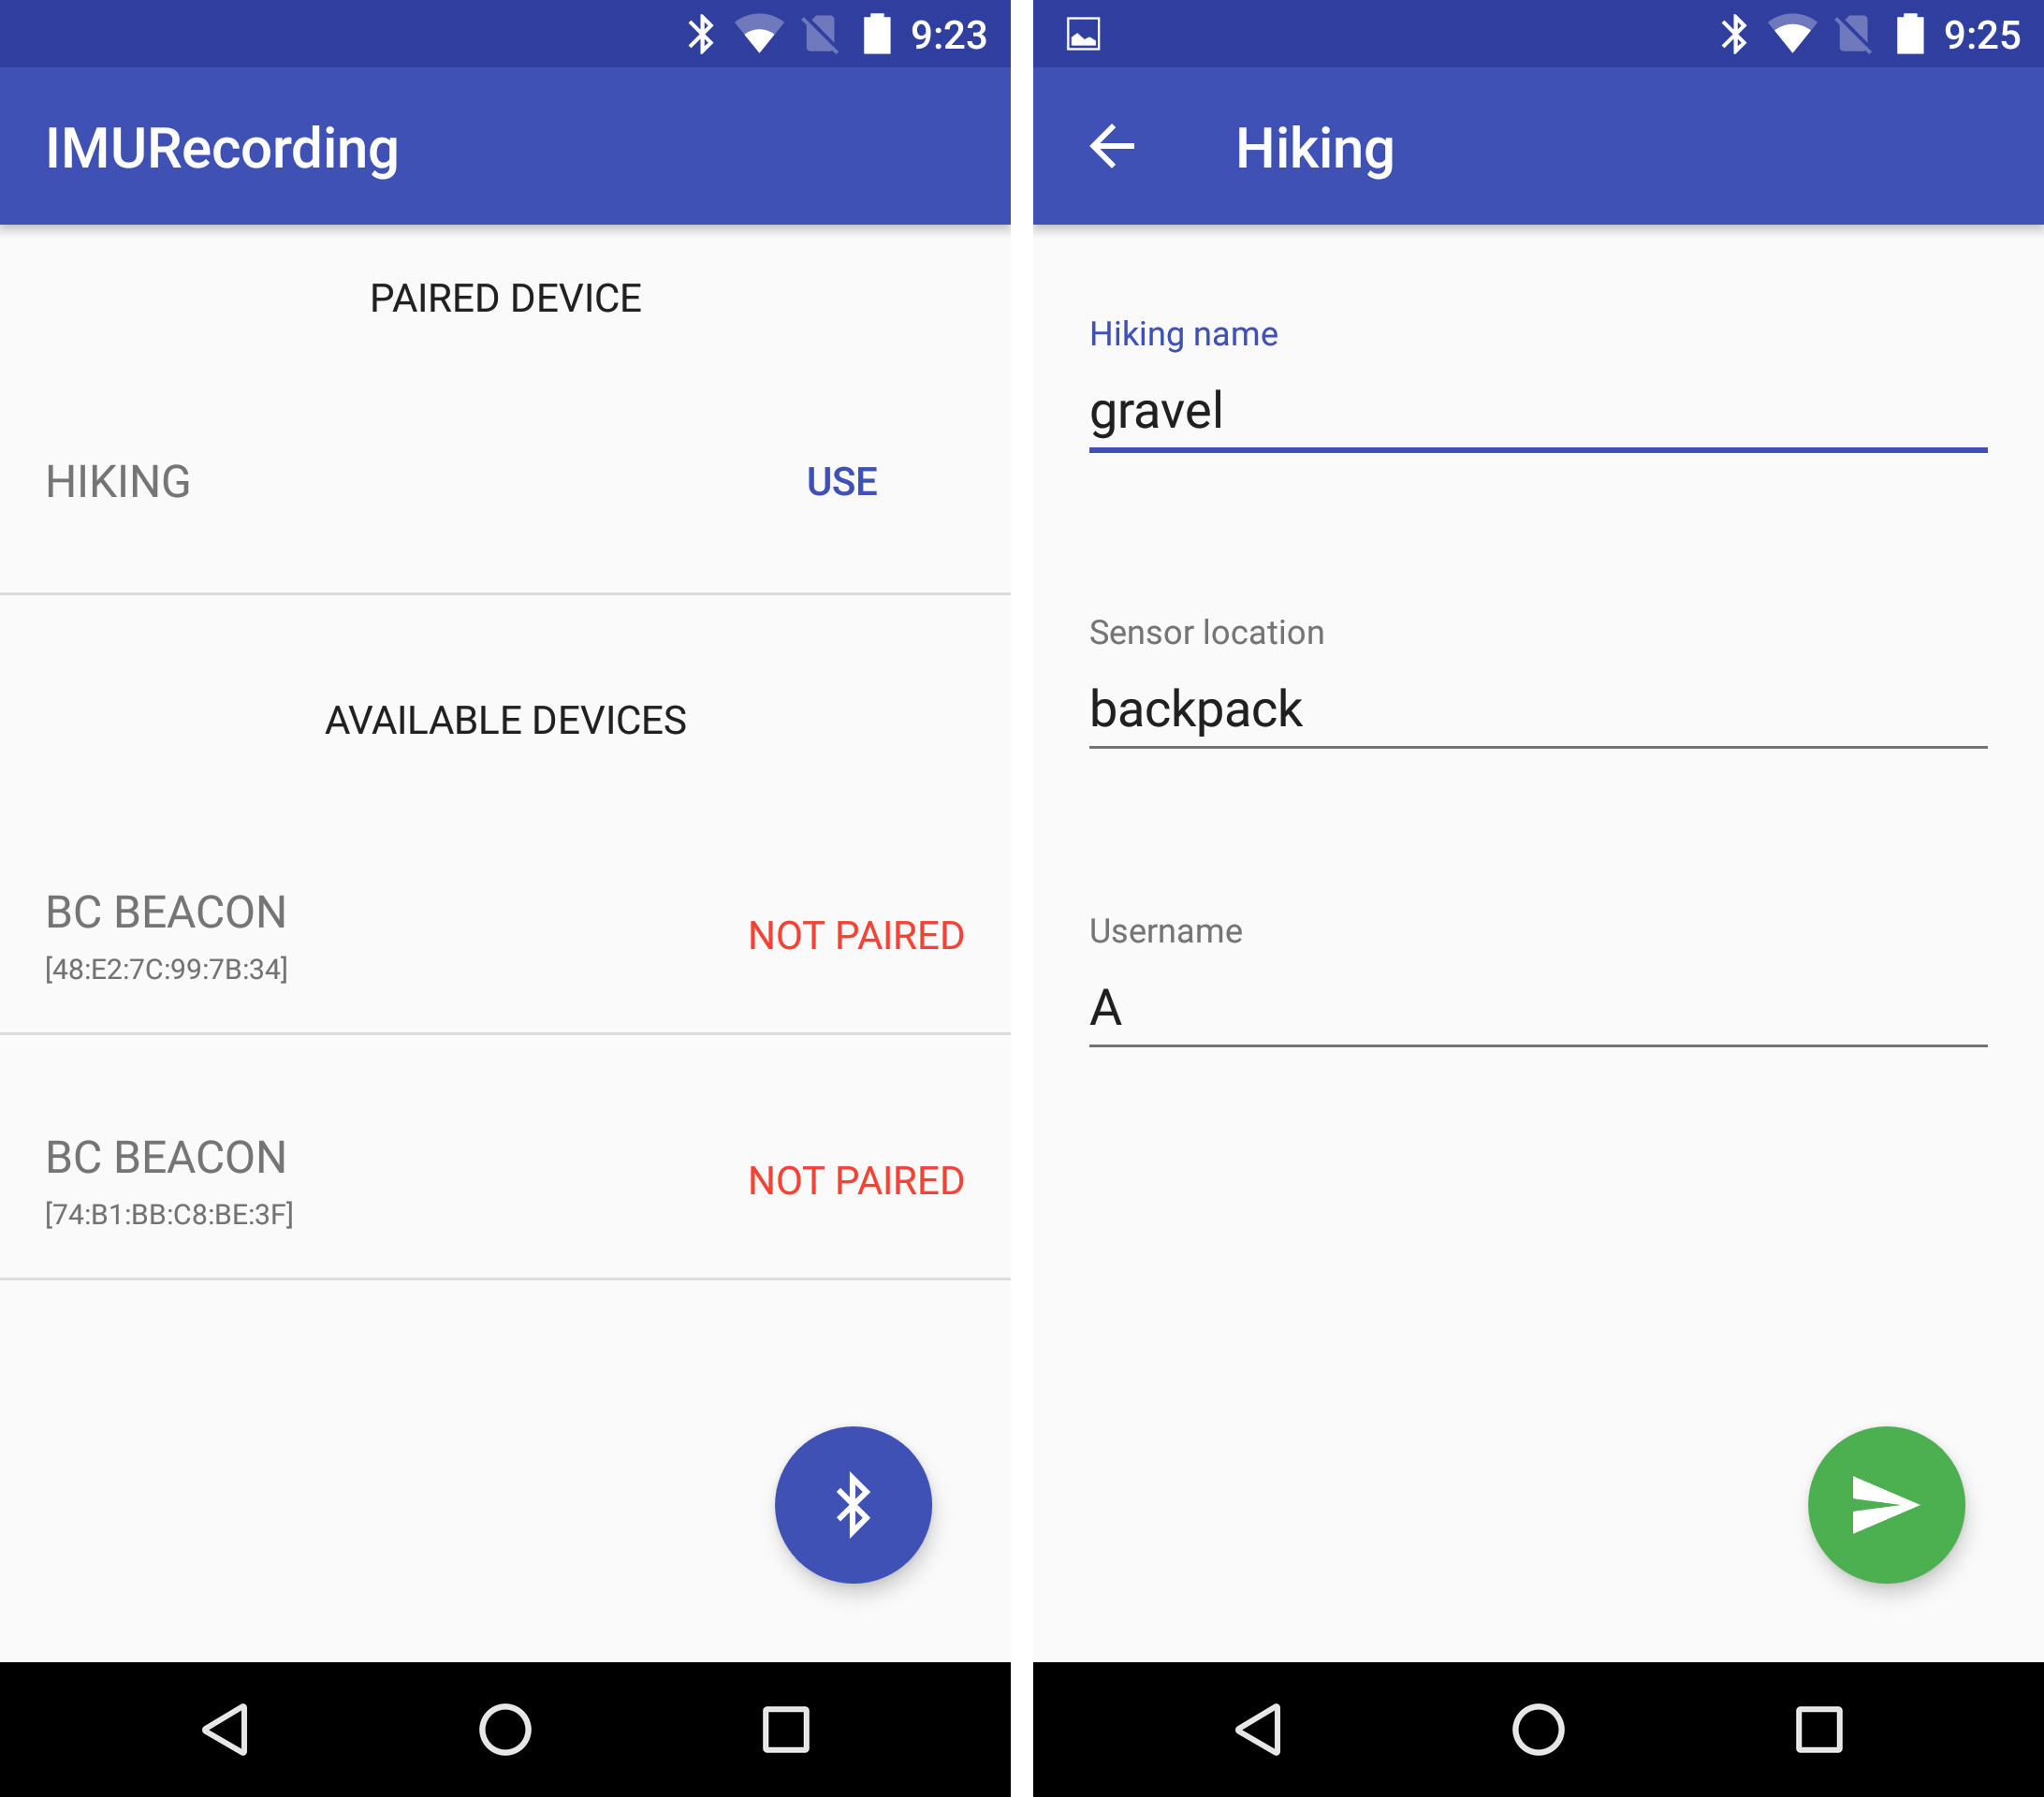 9:23
IMURecording
PAIRED DEVICE
HIKING
USE
AVAILABLE DEVICES
BC BEACON
[48:E2:7C:99:7B:34]
NOT PAIRED
BC BEACON
[74:B1:BB:C8:BE:3F]
NOT PAIRED
9:25
Hiking
Hiking name
gravel
Sensor location
backpack
Username
A